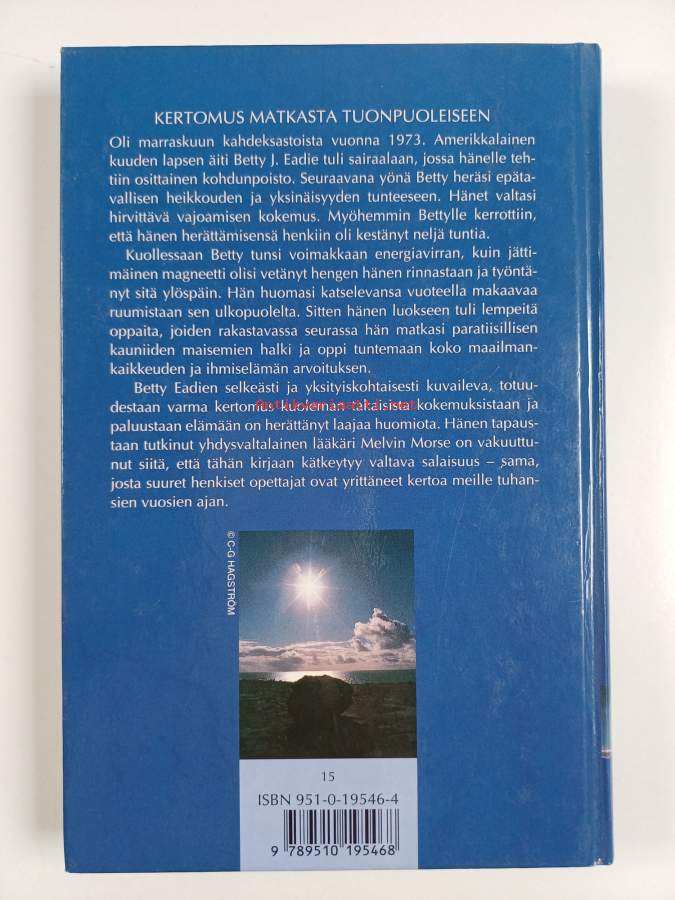 KERTOMUS MATKASTA TUONPUOLEISEEN
Oli marraskuun kahdeksastoista vuonna 1973. Amerikkalainen
kuuden lapsen äiti Betty J. Eadie tuli sairaalaan, jossa hänelle teh-
tiin osittainen kohdunpoisto. Seuraavana yönä Betty heräsi epäta-
vallisen heikkouden ja yksinäisyyden tunteeseen. Hänet valtasi
hirvittävä vajoamisen kokemus. Myöhemmin Bettylle kerrottiin,
että hänen herättämisensä henkiin oli kestänyt neljä tuntia.
Kuollessaan Betty tunsi voimakkaan energiavirran, kuin jätti-
mäinen magneetti olisi vetänyt hengen hänen rinnastaan ja työntä-
nyt sitä ylöspäin. Hän huomasi katselevansa vuoteella makaavaa
ruumistaan sen ulkopuolelta. Sitten hänen luokseen tuli lempeitä
oppaita, joiden rakastavassa seurassa hän matkasi paratiisillisen
kauniiden maisemien halki ja oppi tuntemaan koko maailman-
kaikkeuden ja ihmiselämän arvoituksen.
Betty Eadien selkeästi ja yksityiskohtaisesti kuvaileva, totuu-
destaan varma kertomus kuoleman takaisista kokemuksistaan ja
paluustaan elämään on herättänyt laajaa huomiota. Hänen tapaus-
taan tutkinut yhdysvaltalainen lääkäri Melvin Morse on vakuuttu-
nut siitä, että tähän kirjaan kätkeytyy valtava salaisuus – sama,
josta suuret henkiset opettajat ovat yrittäneet kertoa meille tuhan-
sien vuosien ajan.
© C-G HAGSTRÖM
15
ISBN 951-0-19546-4
9 789510 195468